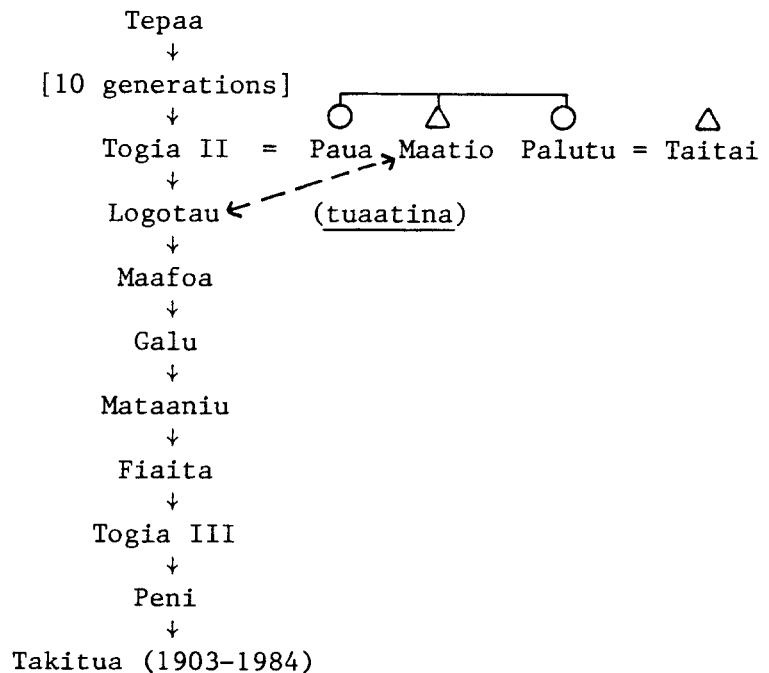 Tepaa
[10 generations]
Togia II = Paua Maatio Palutu = Taitai
Logotau (tuaatina)
Maafoa
Galu
Mataaniu
Fiaita
Togia III
Peni
Takitua (1903-1984)